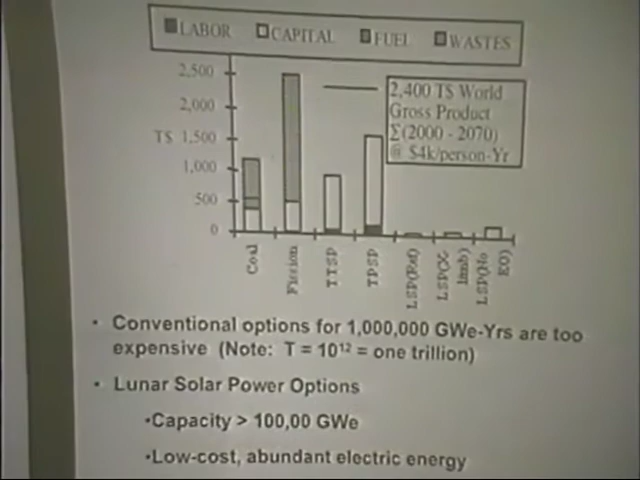 LABOR CAPITAL FUEL WASTES
2,500
2,000
T$ 1,500
1,000
500
0
2,400 T$ World
Gross Product
Σ(2000 - 2070)
@ $4k/person-Yr
Coal
Fission
TTSP
TPSP
• Conventional options for 1,000,000 GWe-Yrs are too
expensive (Note: T = 10¹² = one trillion)
• Lunar Solar Power Options
•Capacity > 100,00 GWe
•Low-cost, abundant electric energy